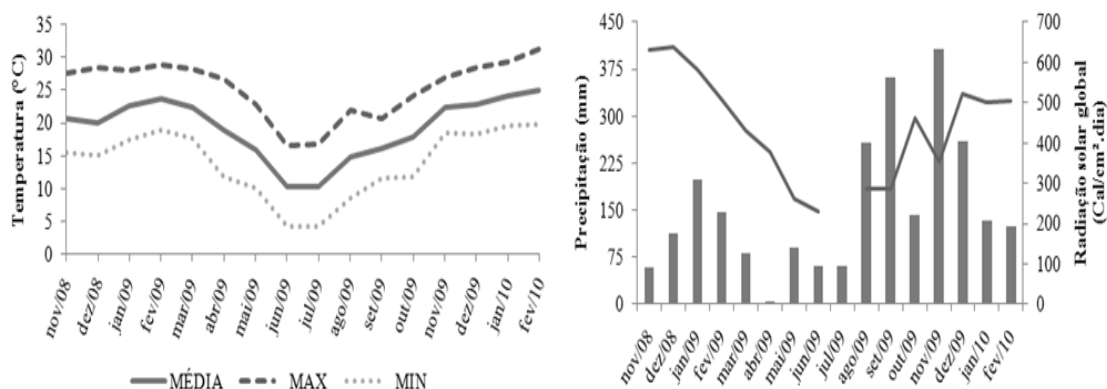 Temperatura (°C)
35
30
25
20
15
10
5
0
nov/08
dez/08
jan/09
fev/09
mar/09
abr/09
mai/09
jun/09
jul/09
ago/09
set/09
out/09
nov/09
dez/09
jan/10
fev/10
MÉDIA MAX MIN
Precipitação (mm)
450
375
300
225
150
75
0
nov/08
dez/08
jan/09
fev/09
mar/09
abr/09
mai/09
jun/09
jul/09
ago/09
set/09
out/09
nov/09
dez/09
jan/10
fev/10
700
600
500
400
300
200
100
0
Radiação solar global
(Cal/cm².dia)